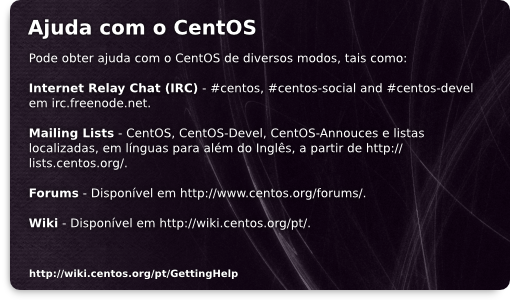 Ajuda com o CentOS
Pode obter ajuda com o CentOS de diversos modos, tais como:
Internet Relay Chat (IRC) - #centos, #centos-social and #centos-devel
em irc.freenode.net.
Mailing Lists - CentOS, CentOS-Devel, CentOS-Annouces e listas
localizadas, em línguas para além do Inglês, a partir de http://
lists.centos.org/.
Forums - Disponível em http://www.centos.org/forums/.
Wiki - Disponível em http://wiki.centos.org/pt/.
http://wiki.centos.org/pt/GettingHelp